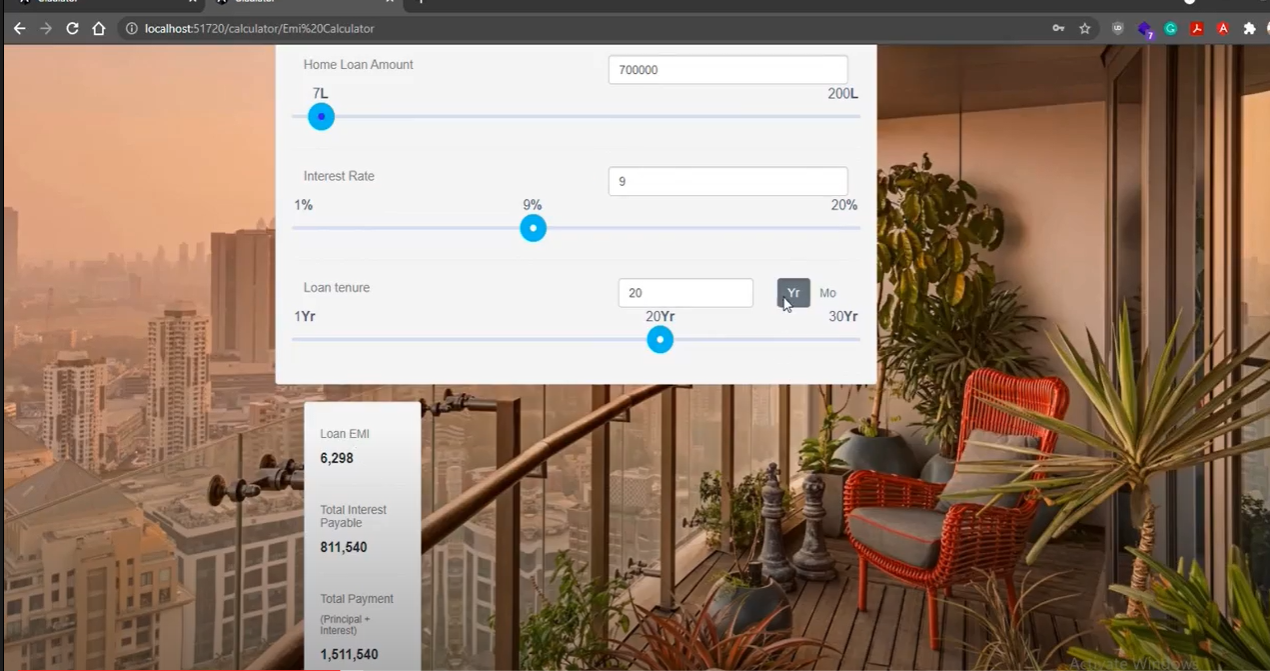 localhost:51720/calculator/Emi%20Calculator
7
Home Loan Amount
700000
7L
200L
Interest Rate
9
1%
9%
20%
Loan tenure
20
Yr
Mo
1Yr
20Yr
30Yr
Loan EMI
6,298
Total Interest
Payable
811,540
Total Payment
(Principal +
Interest)
1,511,540
Activate Windows